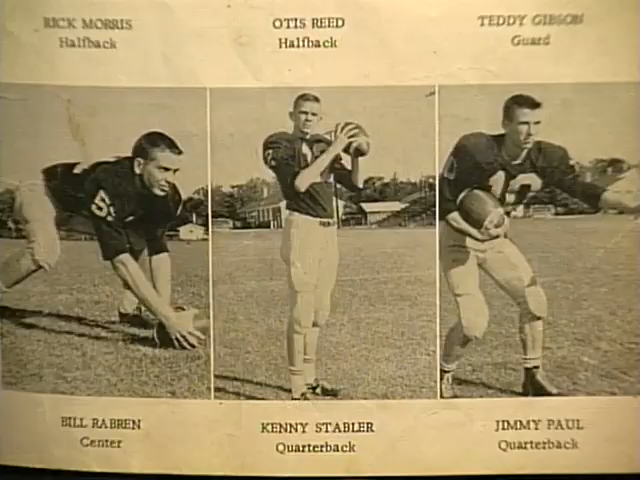 RICK MORRIS
Halfback
OTIS REED
Halfback
TEDDY GIBSON
Guard
BILL RABREN
Center
KENNY STABLER
Quarterback
JIMMY PAUL
Quarterback